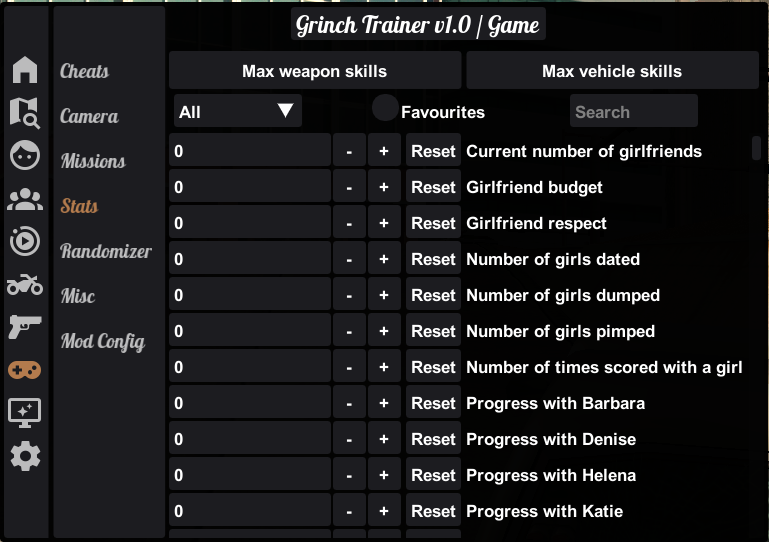 Grinch Trainer v1.0 / Game
Cheats
Camera
Missions
Stats
Randomizer
Misc
Mod Config
Max weapon skills Max vehicle skills
All Favourites Search
0 - + Reset Current number of girlfriends
0 - + Reset Girlfriend budget
0 - + Reset Girlfriend respect
0 - + Reset Number of girls dated
0 - + Reset Number of girls dumped
0 - + Reset Number of girls pimped
0 - + Reset Number of times scored with a girl
0 - + Reset Progress with Barbara
0 - + Reset Progress with Denise
0 - + Reset Progress with Helena
0 - + Reset Progress with Katie